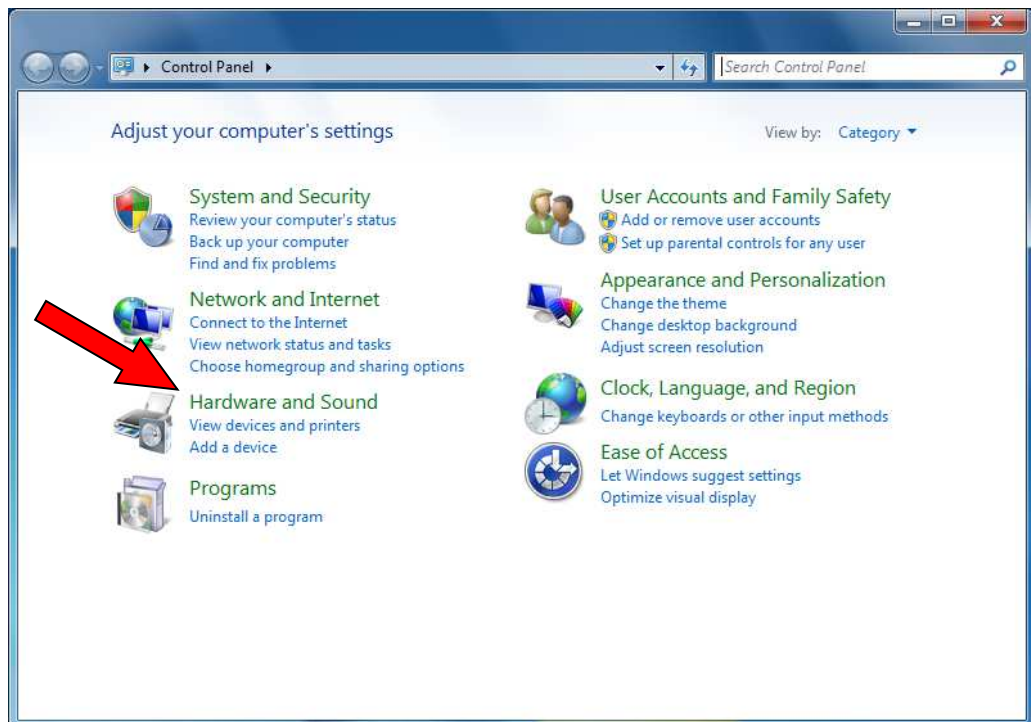 Control Panel
Search Control Panel
Adjust your computer's settings
View by: Category
System and Security
Review your computer's status
Back up your computer
Find and fix problems
Network and Internet
Connect to the Internet
View network status and tasks
Choose homegroup and sharing options
Hardware and Sound
View devices and printers
Add a device
Programs
Uninstall a program
User Accounts and Family Safety
Add or remove user accounts
Set up parental controls for any user
Appearance and Personalization
Change the theme
Change desktop background
Adjust screen resolution
Clock, Language, and Region
Change keyboards or other input methods
Ease of Access
Let Windows suggest settings
Optimize visual display